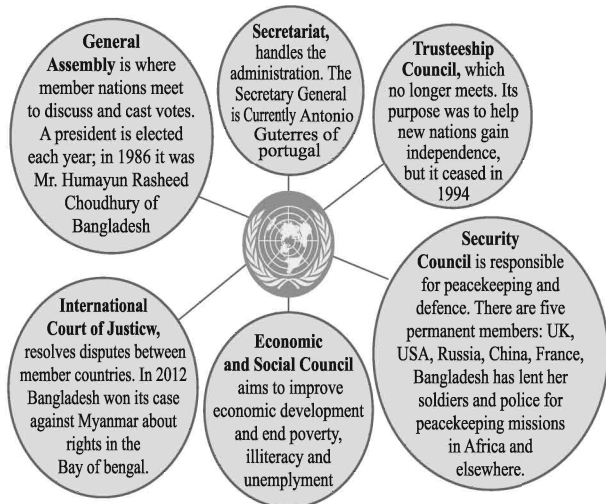 General
Assembly is where
member nations meet
to discuss and cast votes.
A president is elected
each year; in 1986 it was
Mr. Humayun Rasheed
Choudhury of
Bangladesh
Secretariat,
handles the
administration. The
Secretary General
is Currently Antonio
Guterres of
portugal
Trusteeship
Council, which
no longer meets. Its
purpose was to help
new nations gain
independence,
but it ceased in
1994
International
Court of Justicw,
resolves disputes between
member countries. In 2012
Bangladesh won its case
against Myanmar about
rights in the
Bay of bengal.
Economic
and Social Council
aims to improve
economic development
and end poverty,
illiteracy and
unemplyment
Security
Council is responsible
for peacekeeping and
defence. There are five
permanent members: UK,
USA, Russia, China, France,
Bangladesh has lent her
soldiers and police for
peacekeeping missions
in Africa and
elsewhere.